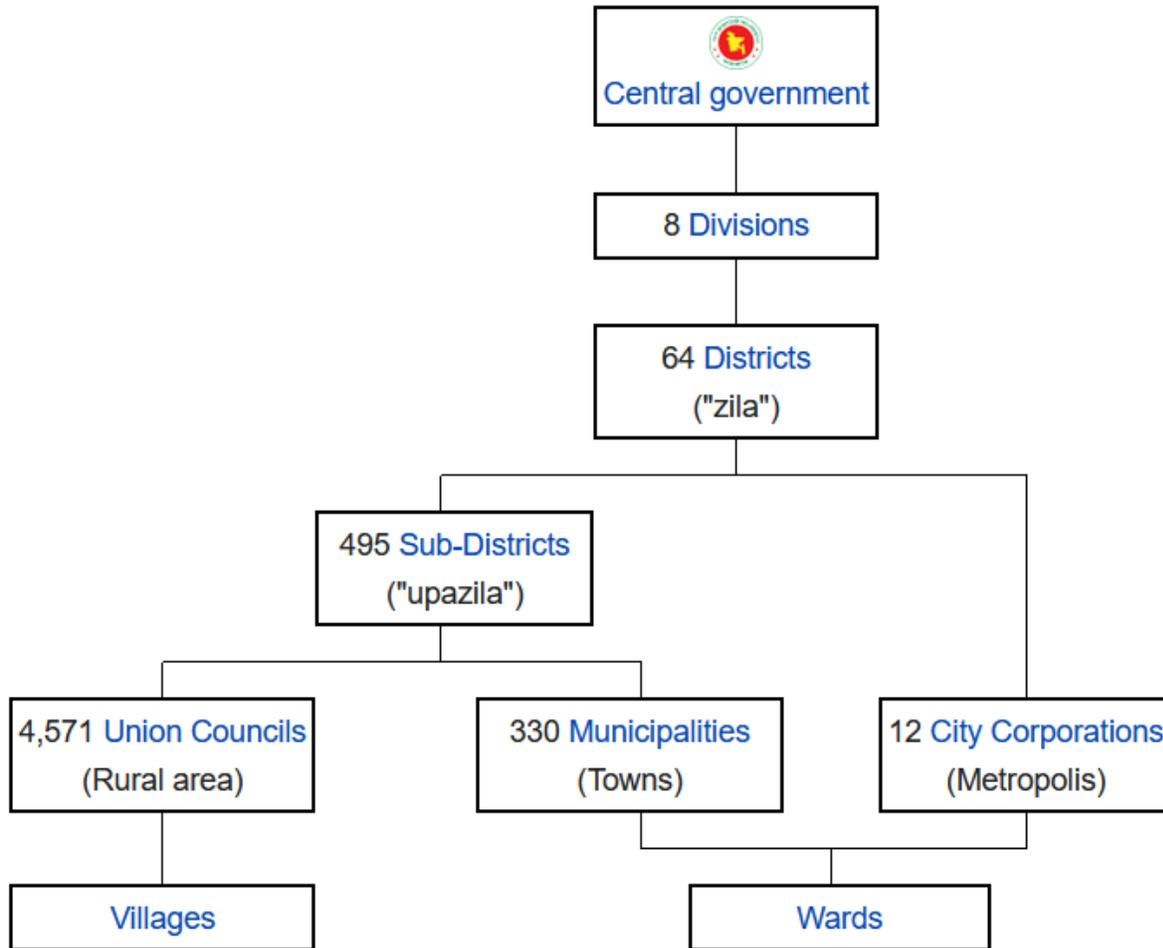 Central government
8 Divisions
64 Districts
("zila")
495 Sub-Districts
("upazila")
4,571 Union Councils
(Rural area)
330 Municipalities
(Towns)
12 City Corporations
(Metropolis)
Villages
Wards